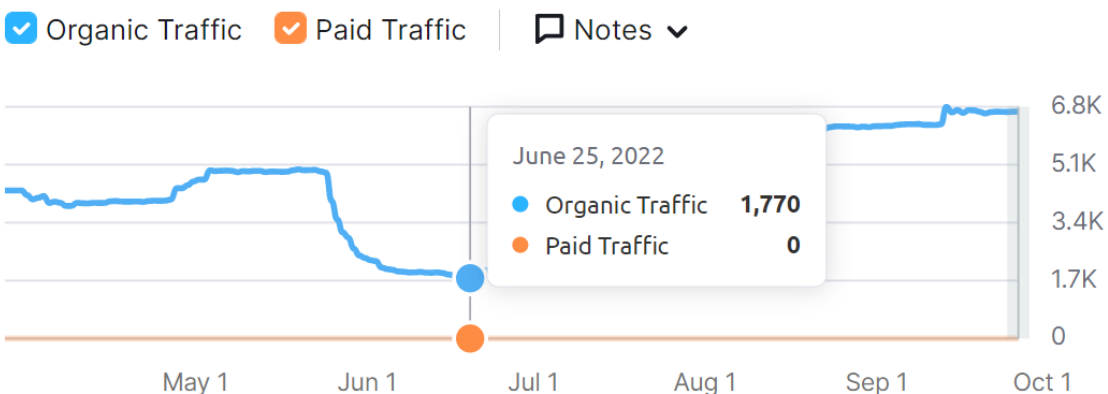 Organic Traffic Paid Traffic Notes
6.8K
June 25, 2022
5.1K
Organic Traffic 1,770
3.4K
Paid Traffic 0
1.7K
0
May 1 Jun 1 Jul 1 Aug 1 Sep 1 Oct 1